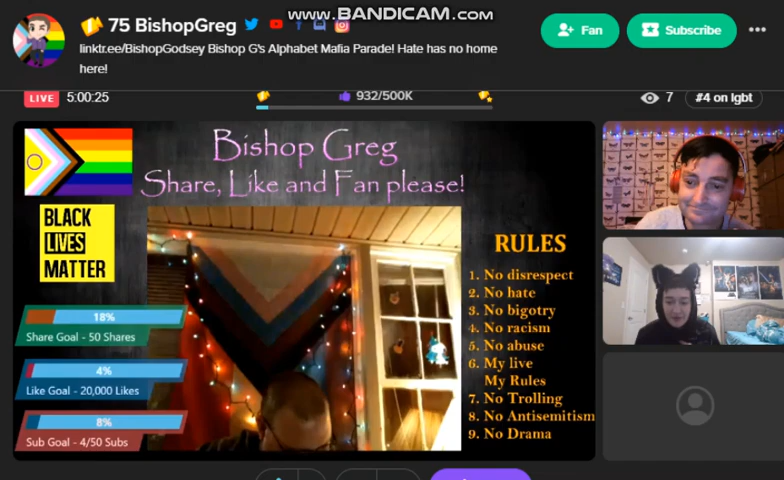 www.BANDICAM.com
75 BishopGreg
linktr.ee/BishopGodsey Bishop G's Alphabet Mafia Parade! Hate has no home
here!
Fan
Subscribe
LIVE 5:00:25
932/500K
7
#4 on lgbt
Bishop Greg
Share, Like and Fan please!
BLACK
LIVES
MATTER
18%
Share Goal - 50 Shares
4%
Like Goal - 20,000 Likes
8%
Sub Goal - 4/50 Subs
RULES
1. No disrespect
2. No hate
3. No bigotry
4. No racism
5. No abuse
6. My live
My Rules
7. No Trolling
8. No Antisemitism
9. No Drama